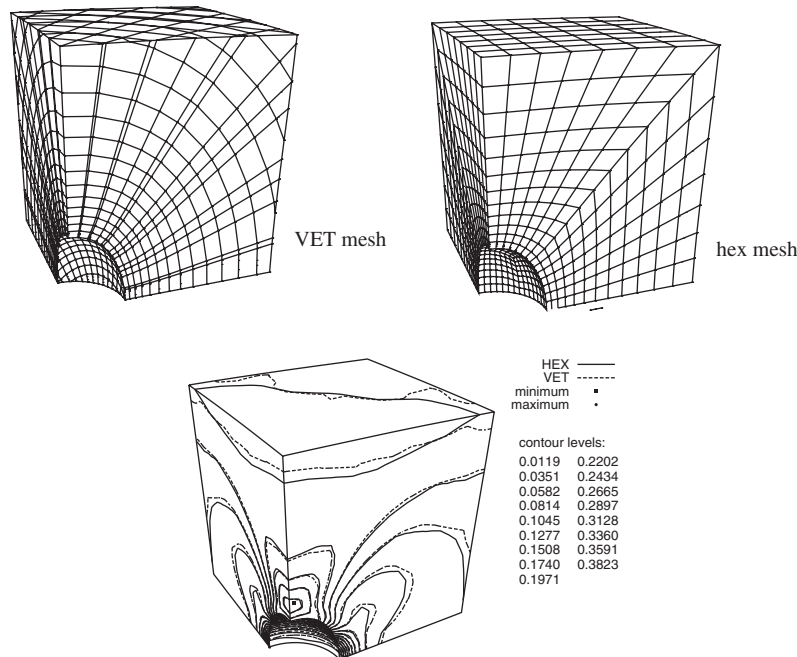 VET mesh
hex mesh
HEX
VET
minimum
maximum
contour levels:
0.0119 0.2202
0.0351 0.2434
0.0582 0.2665
0.0814 0.2897
0.1045 0.3128
0.1277 0.3360
0.1508 0.3591
0.1740 0.3823
0.1971